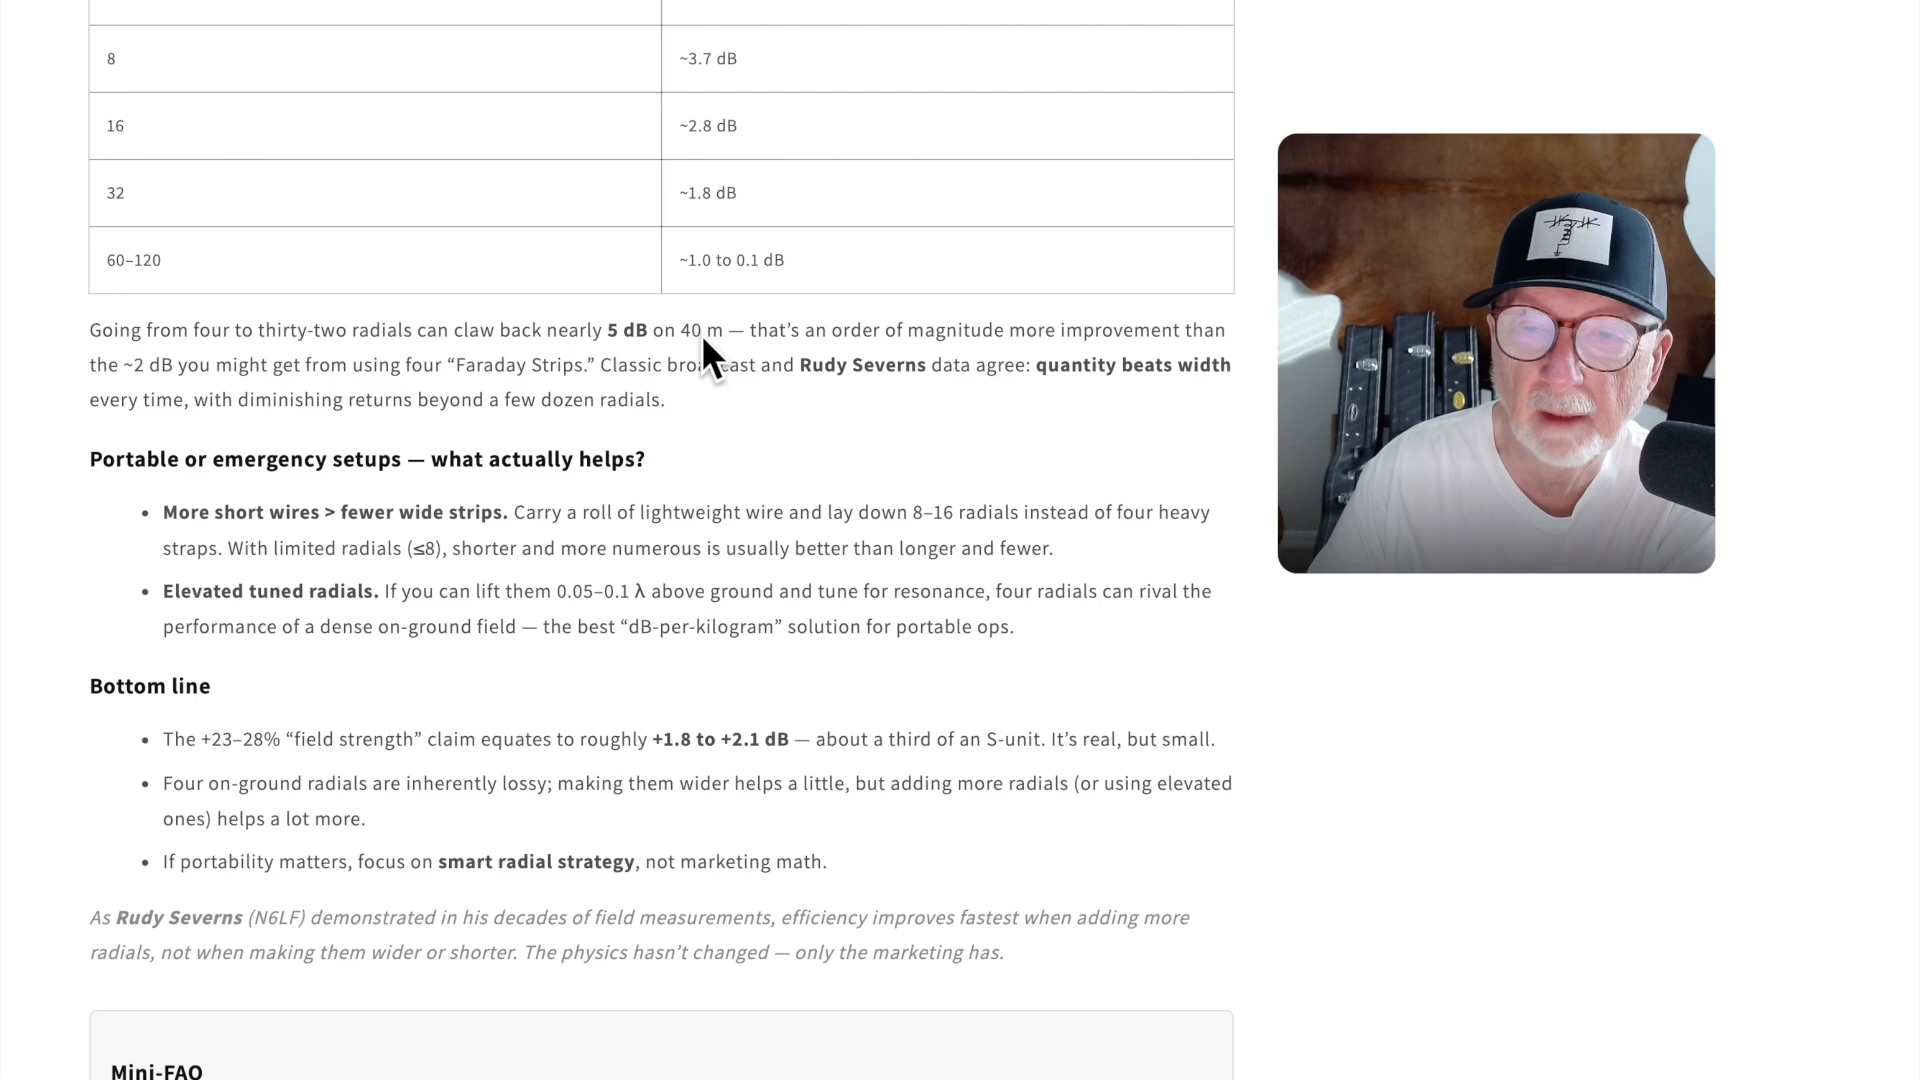 8 ~3.7 dB
16 ~2.8 dB
32 ~1.8 dB
60–120 ~1.0 to 0.1 dB
Going from four to thirty-two radials can claw back nearly 5 dB on 40 m — that’s an order of magnitude more improvement than
the ~2 dB you might get from using four “Faraday Strips.” Classic broadcast and Rudy Severns data agree: quantity beats width
every time, with diminishing returns beyond a few dozen radials.
Portable or emergency setups — what actually helps?
• More short wires > fewer wide strips. Carry a roll of lightweight wire and lay down 8–16 radials instead of four heavy
straps. With limited radials (≤8), shorter and more numerous is usually better than longer and fewer.
• Elevated tuned radials. If you can lift them 0.05–0.1 λ above ground and tune for resonance, four radials can rival the
performance of a dense on-ground field — the best “dB-per-kilogram” solution for portable ops.
Bottom line
• The +23–28% “field strength” claim equates to roughly +1.8 to +2.1 dB — about a third of an S-unit. It’s real, but small.
• Four on-ground radials are inherently lossy; making them wider helps a little, but adding more radials (or using elevated
ones) helps a lot more.
• If portability matters, focus on smart radial strategy, not marketing math.
As Rudy Severns (N6LF) demonstrated in his decades of field measurements, efficiency improves fastest when adding more
radials, not when making them wider or shorter. The physics hasn’t changed — only the marketing has.
Mini-FAQ